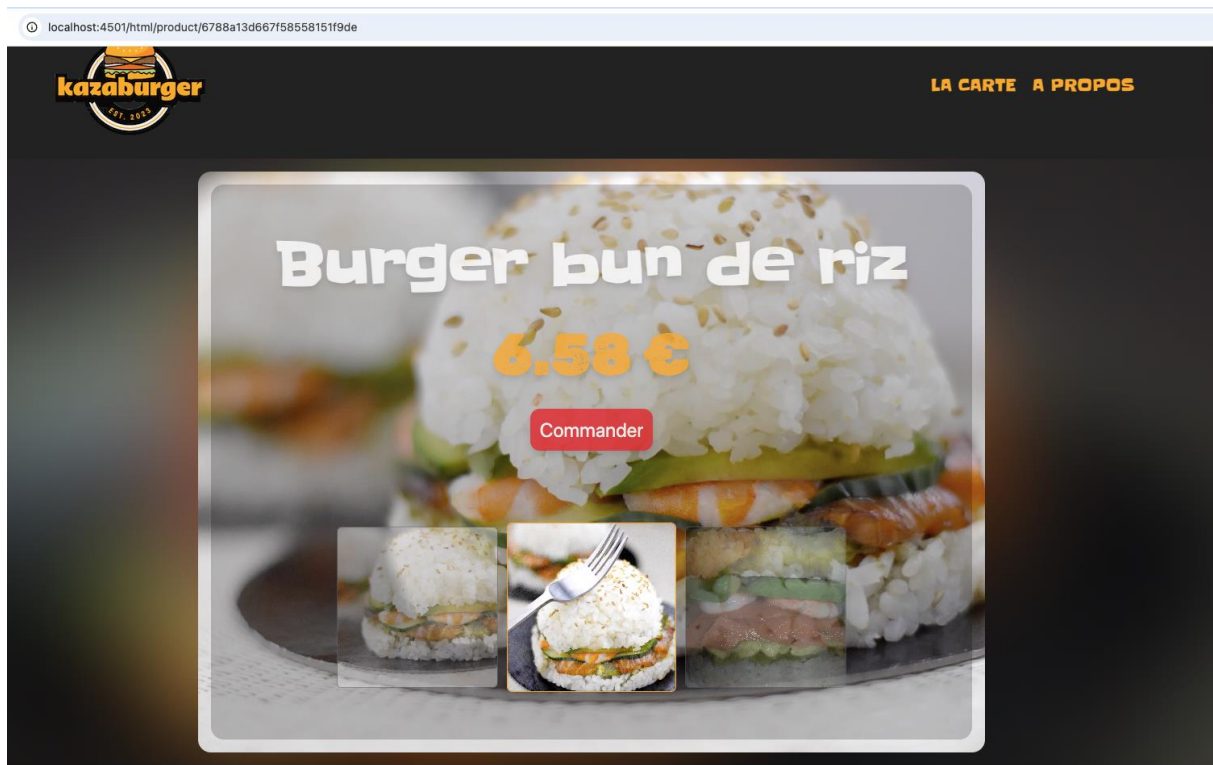 localhost:4501/html/product/6788a13d667f58558151f9de
kazaburger
EST. 2023
LA CARTE A PROPOS
Burger bun de riz
6.58 €
Commander